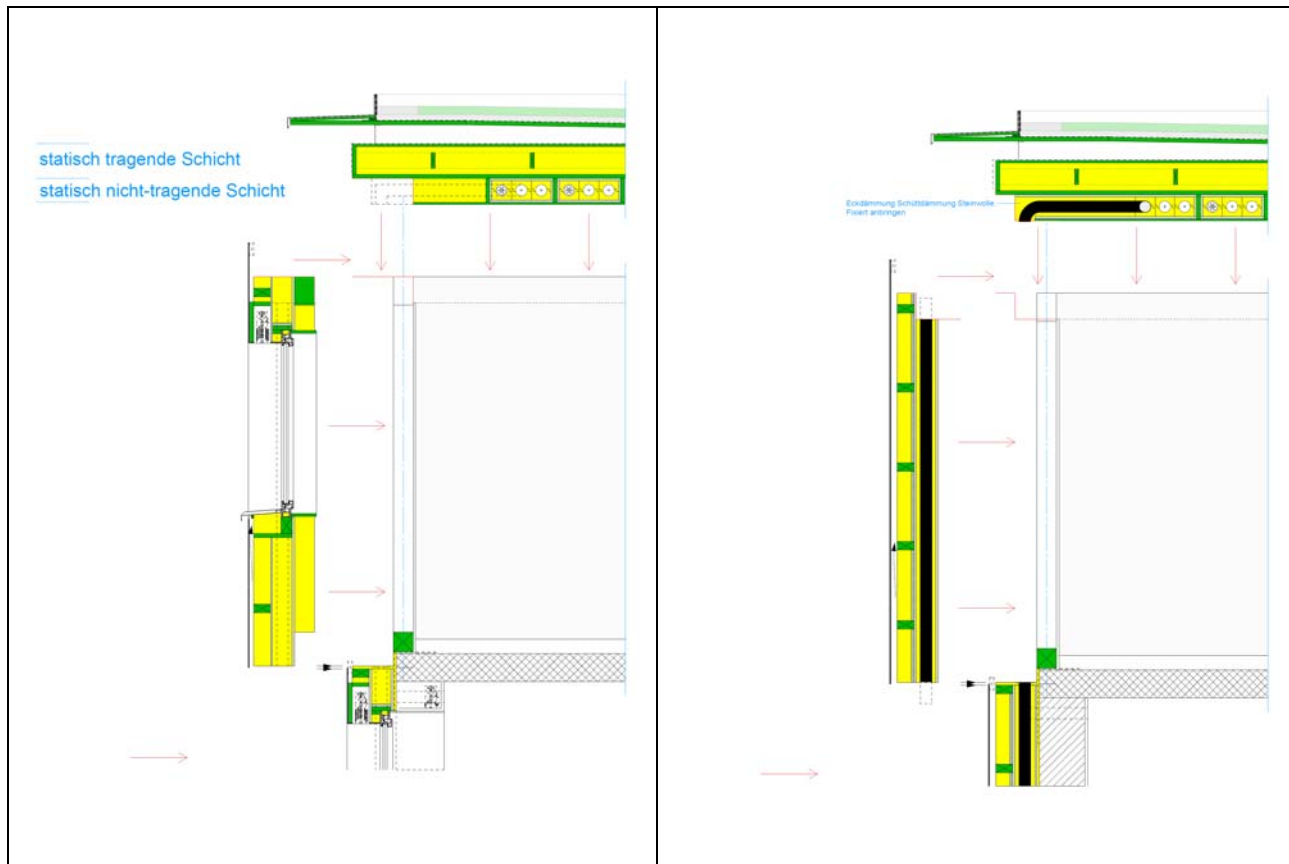 statisch tragende Schicht
statisch nicht-tragende Schicht
Eckdämmung Schüttdämmung Steinwolle
Fixiert anbringen